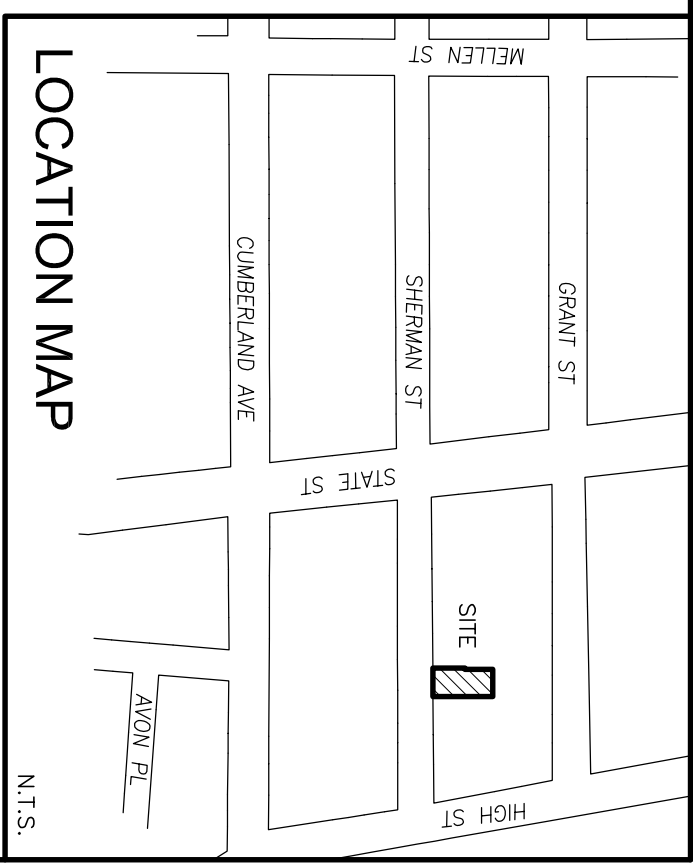 MELLEN ST
GRANT ST
SHERMAN ST
CUMBERLAND AVE
STATE ST
SITE
AVON PL
HIGH ST
LOCATION MAP
N.T.S.